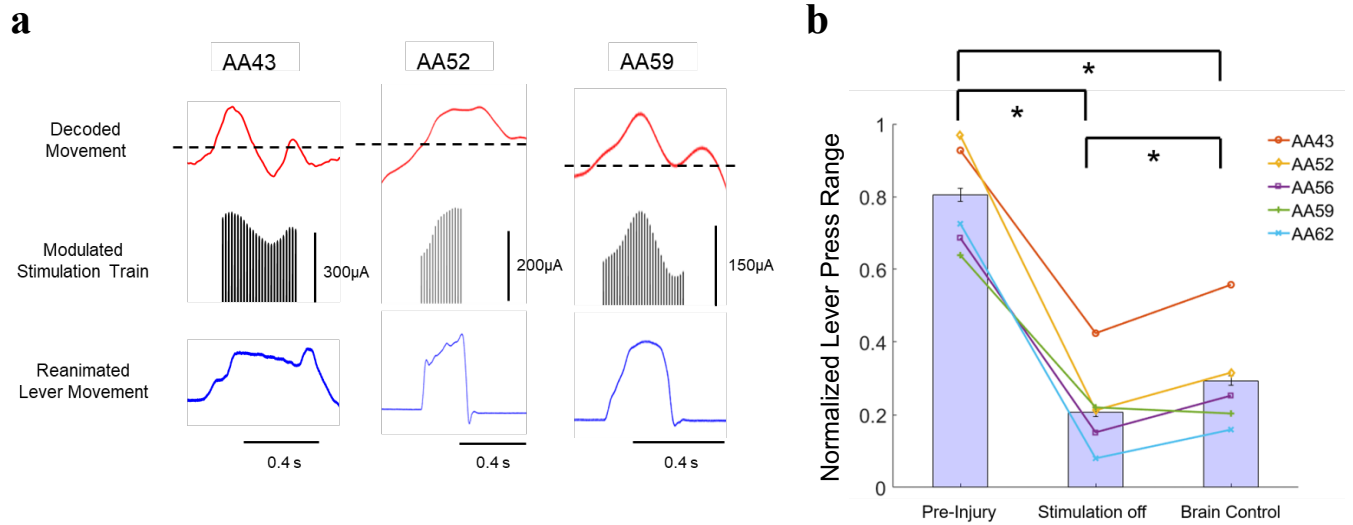 a
AA43
AA52
AA59
Decoded
Movement
Modulated
Stimulation Train
300µA
200µA
150µA
Reanimated
Lever Movement
0.4 s
0.4 s
0.4 s
b
*
*
*
Normalized Lever Press Range
1
0.8
0.6
0.4
0.2
0
AA43
AA52
AA56
AA59
AA62
Pre-Injury
Stimulation off
Brain Control